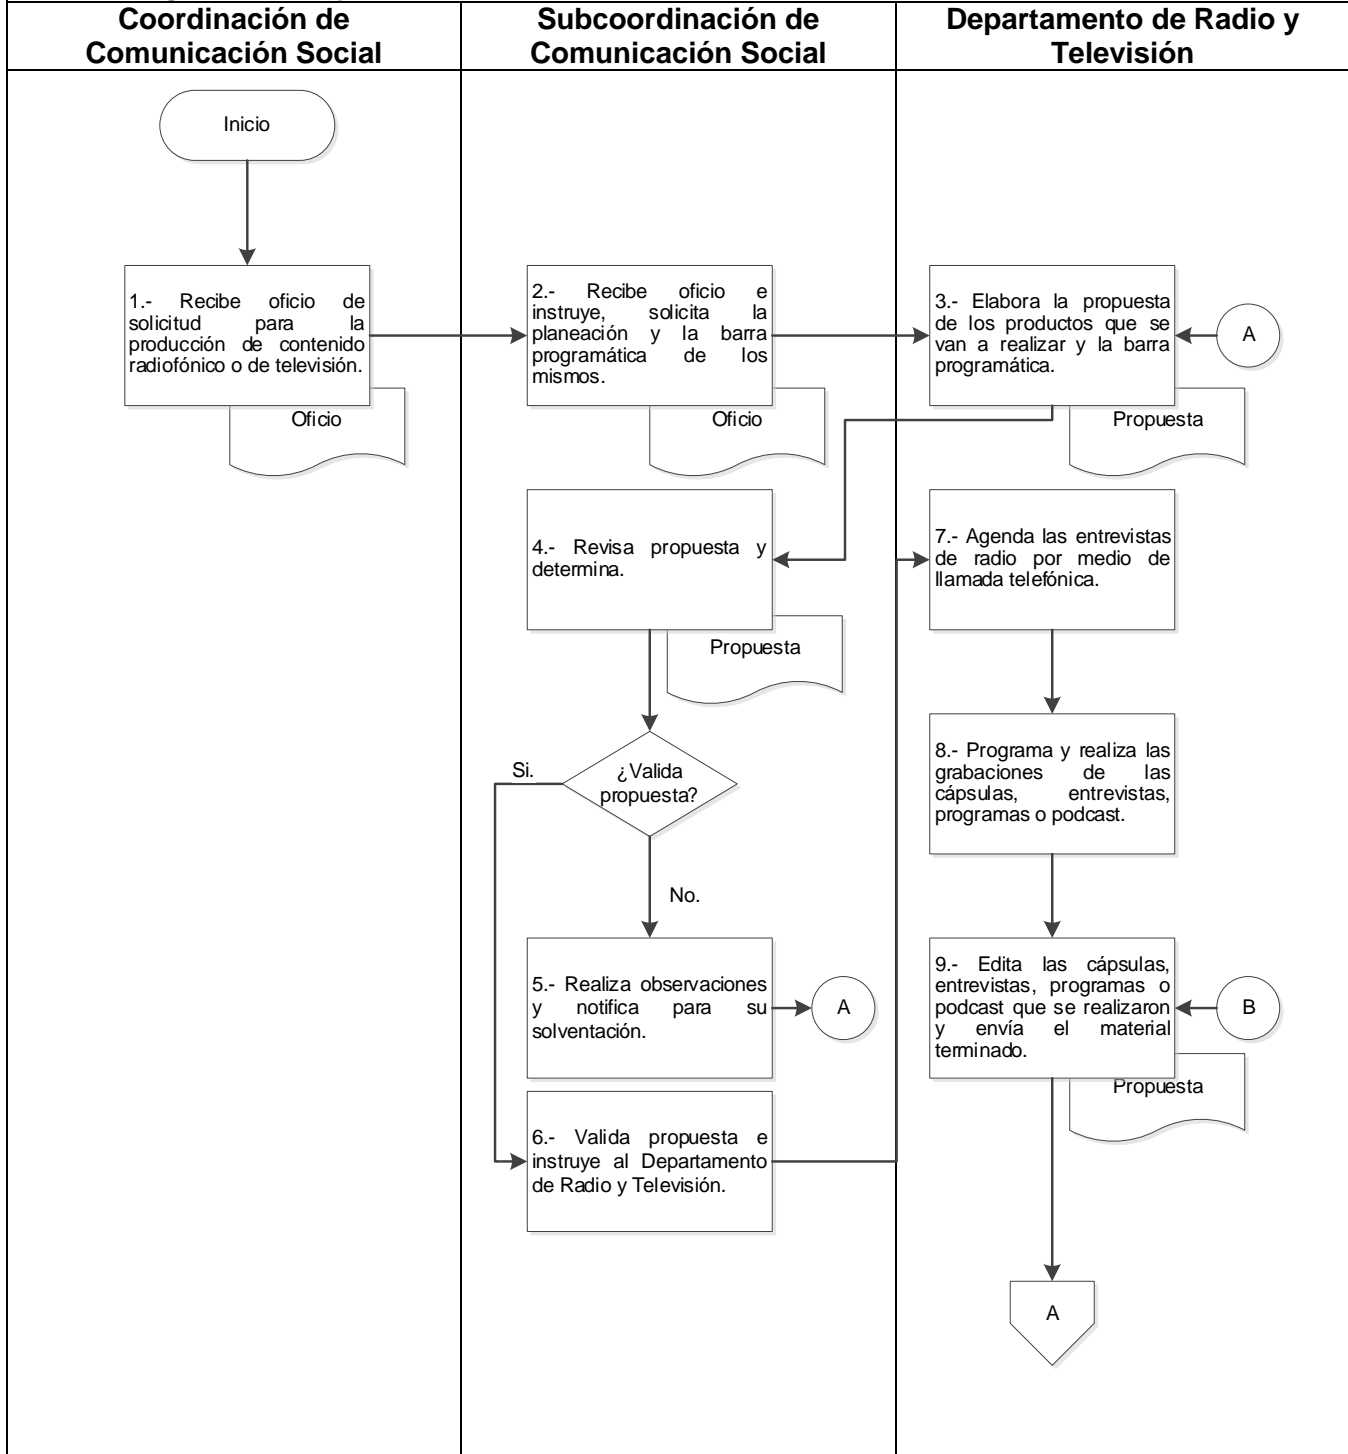 Coordinación de
Comunicación Social
Subcoordinación de
Comunicación Social
Departamento de Radio y
Televisión
Inicio
1.- Recibe oficio de
solicitud para la
producción de contenido
radiofónico o de televisión.
Oficio
2.- Recibe oficio e
instruye, solicita la
planeación y la barra
programática de los
mismos.
Oficio
3.- Elabora la propuesta
de los productos que se
van a realizar y la barra
programática.
A
Propuesta
4.- Revisa propuesta y
determina.
Propuesta
¿Valida
propuesta?
Si.
No.
5.- Realiza observaciones
y notifica para su
solventación.
A
6.- Valida propuesta e
instruye al Departamento
de Radio y Televisión.
7.- Agenda las entrevistas
de radio por medio de
llamada telefónica.
8.- Programa y realiza las
grabaciones de las
cápsulas, entrevistas,
programas o podcast.
9.- Edita las cápsulas,
entrevistas, programas o
podcast que se realizaron
y envía el material
terminado.
B
Propuesta
A